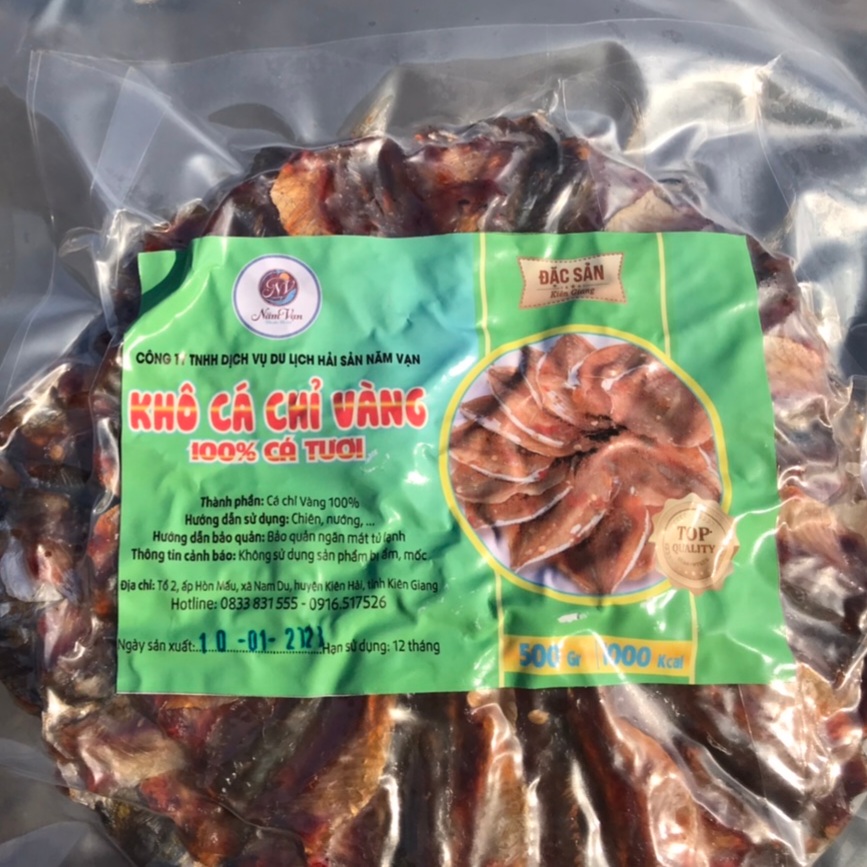 Năm Vạn
CÔNG TY TNHH DỊCH VỤ DU LỊCH HẢI SẢN NĂM VẠN
KHÔ CÁ CHỈ VÀNG
100% CÁ TƯƠI
Thành phần: Cá chỉ Vàng 100%
Hướng dẫn sử dụng: Chiên, nướng, ...
Hướng dẫn bảo quản: Bảo quản ngăn mát tủ lạnh
Thông tin cảnh báo: Không sử dụng sản phẩm bị ẩm, mốc
Địa chỉ: Tổ 2, ấp Hòn Mấu, xã Nam Du, huyện Kiên Hải, tỉnh Kiên Giang
Hotline: 0833 831 555 - 0916.517526
Ngày sản xuất: 10-01- Hạn sử dụng: 12 tháng
ĐẶC SẢN
Kiên Giang
TOP
QUALITY
500 Gr 1000 Kcal